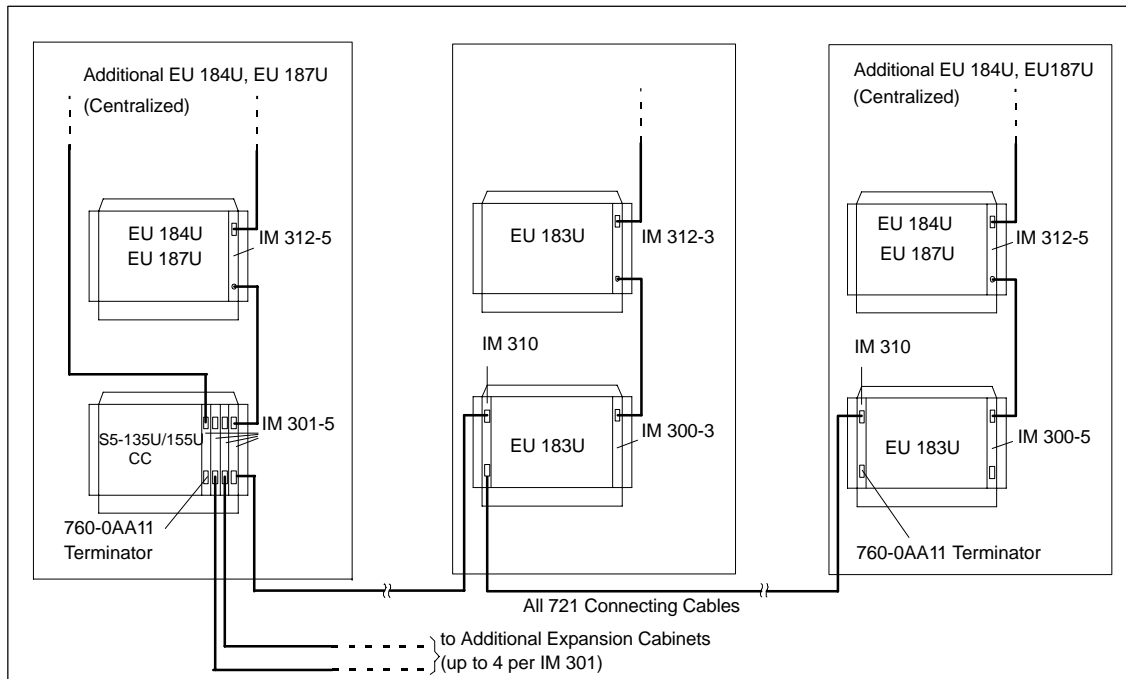 Additional EU 184U, EU 187U
(Centralized)
EU 184U
EU 187U
IM 312-5
IM 301-5
S5-135U/155U
CC
760-0AA11
Terminator
EU 183U
IM 312-3
IM 310
EU 183U
IM 300-3
Additional EU 184U, EU187U
(Centralized)
EU 184U
EU 187U
IM 312-5
IM 310
EU 183U
IM 300-5
760-0AA11 Terminator
All 721 Connecting Cables
to Additional Expansion Cabinets
(up to 4 per IM 301)